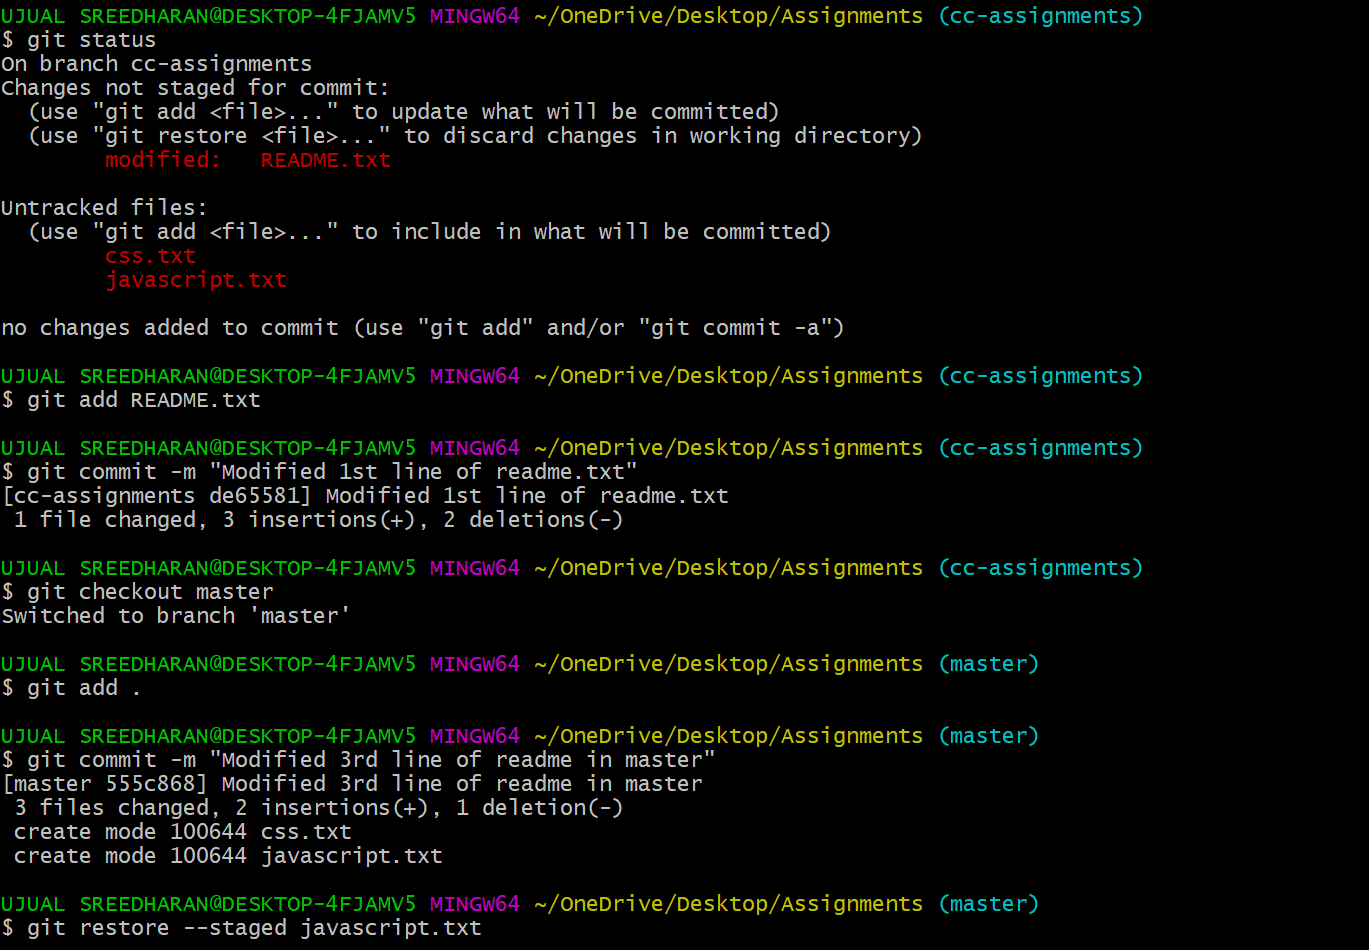 UJUAL SREEDHARAN@DESKTOP-4FJAMV5 MINGW64 ~/OneDrive/Desktop/Assignments (cc-assignments)
$ git status
On branch cc-assignments
Changes not staged for commit:
  (use "git add <file>..." to update what will be committed)
  (use "git restore <file>..." to discard changes in working directory)
        modified:   README.txt

Untracked files:
  (use "git add <file>..." to include in what will be committed)
        css.txt
        javascript.txt

no changes added to commit (use "git add" and/or "git commit -a")

UJUAL SREEDHARAN@DESKTOP-4FJAMV5 MINGW64 ~/OneDrive/Desktop/Assignments (cc-assignments)
$ git add README.txt

UJUAL SREEDHARAN@DESKTOP-4FJAMV5 MINGW64 ~/OneDrive/Desktop/Assignments (cc-assignments)
$ git commit -m "Modified 1st line of readme.txt"
[cc-assignments de65581] Modified 1st line of readme.txt
 1 file changed, 3 insertions(+), 2 deletions(-)

UJUAL SREEDHARAN@DESKTOP-4FJAMV5 MINGW64 ~/OneDrive/Desktop/Assignments (cc-assignments)
$ git checkout master
Switched to branch 'master'

UJUAL SREEDHARAN@DESKTOP-4FJAMV5 MINGW64 ~/OneDrive/Desktop/Assignments (master)
$ git add .

UJUAL SREEDHARAN@DESKTOP-4FJAMV5 MINGW64 ~/OneDrive/Desktop/Assignments (master)
$ git commit -m "Modified 3rd line of readme in master"
[master 555c868] Modified 3rd line of readme in master
 3 files changed, 2 insertions(+), 1 deletion(-)
 create mode 100644 css.txt
 create mode 100644 javascript.txt

UJUAL SREEDHARAN@DESKTOP-4FJAMV5 MINGW64 ~/OneDrive/Desktop/Assignments (master)
$ git restore --staged javascript.txt